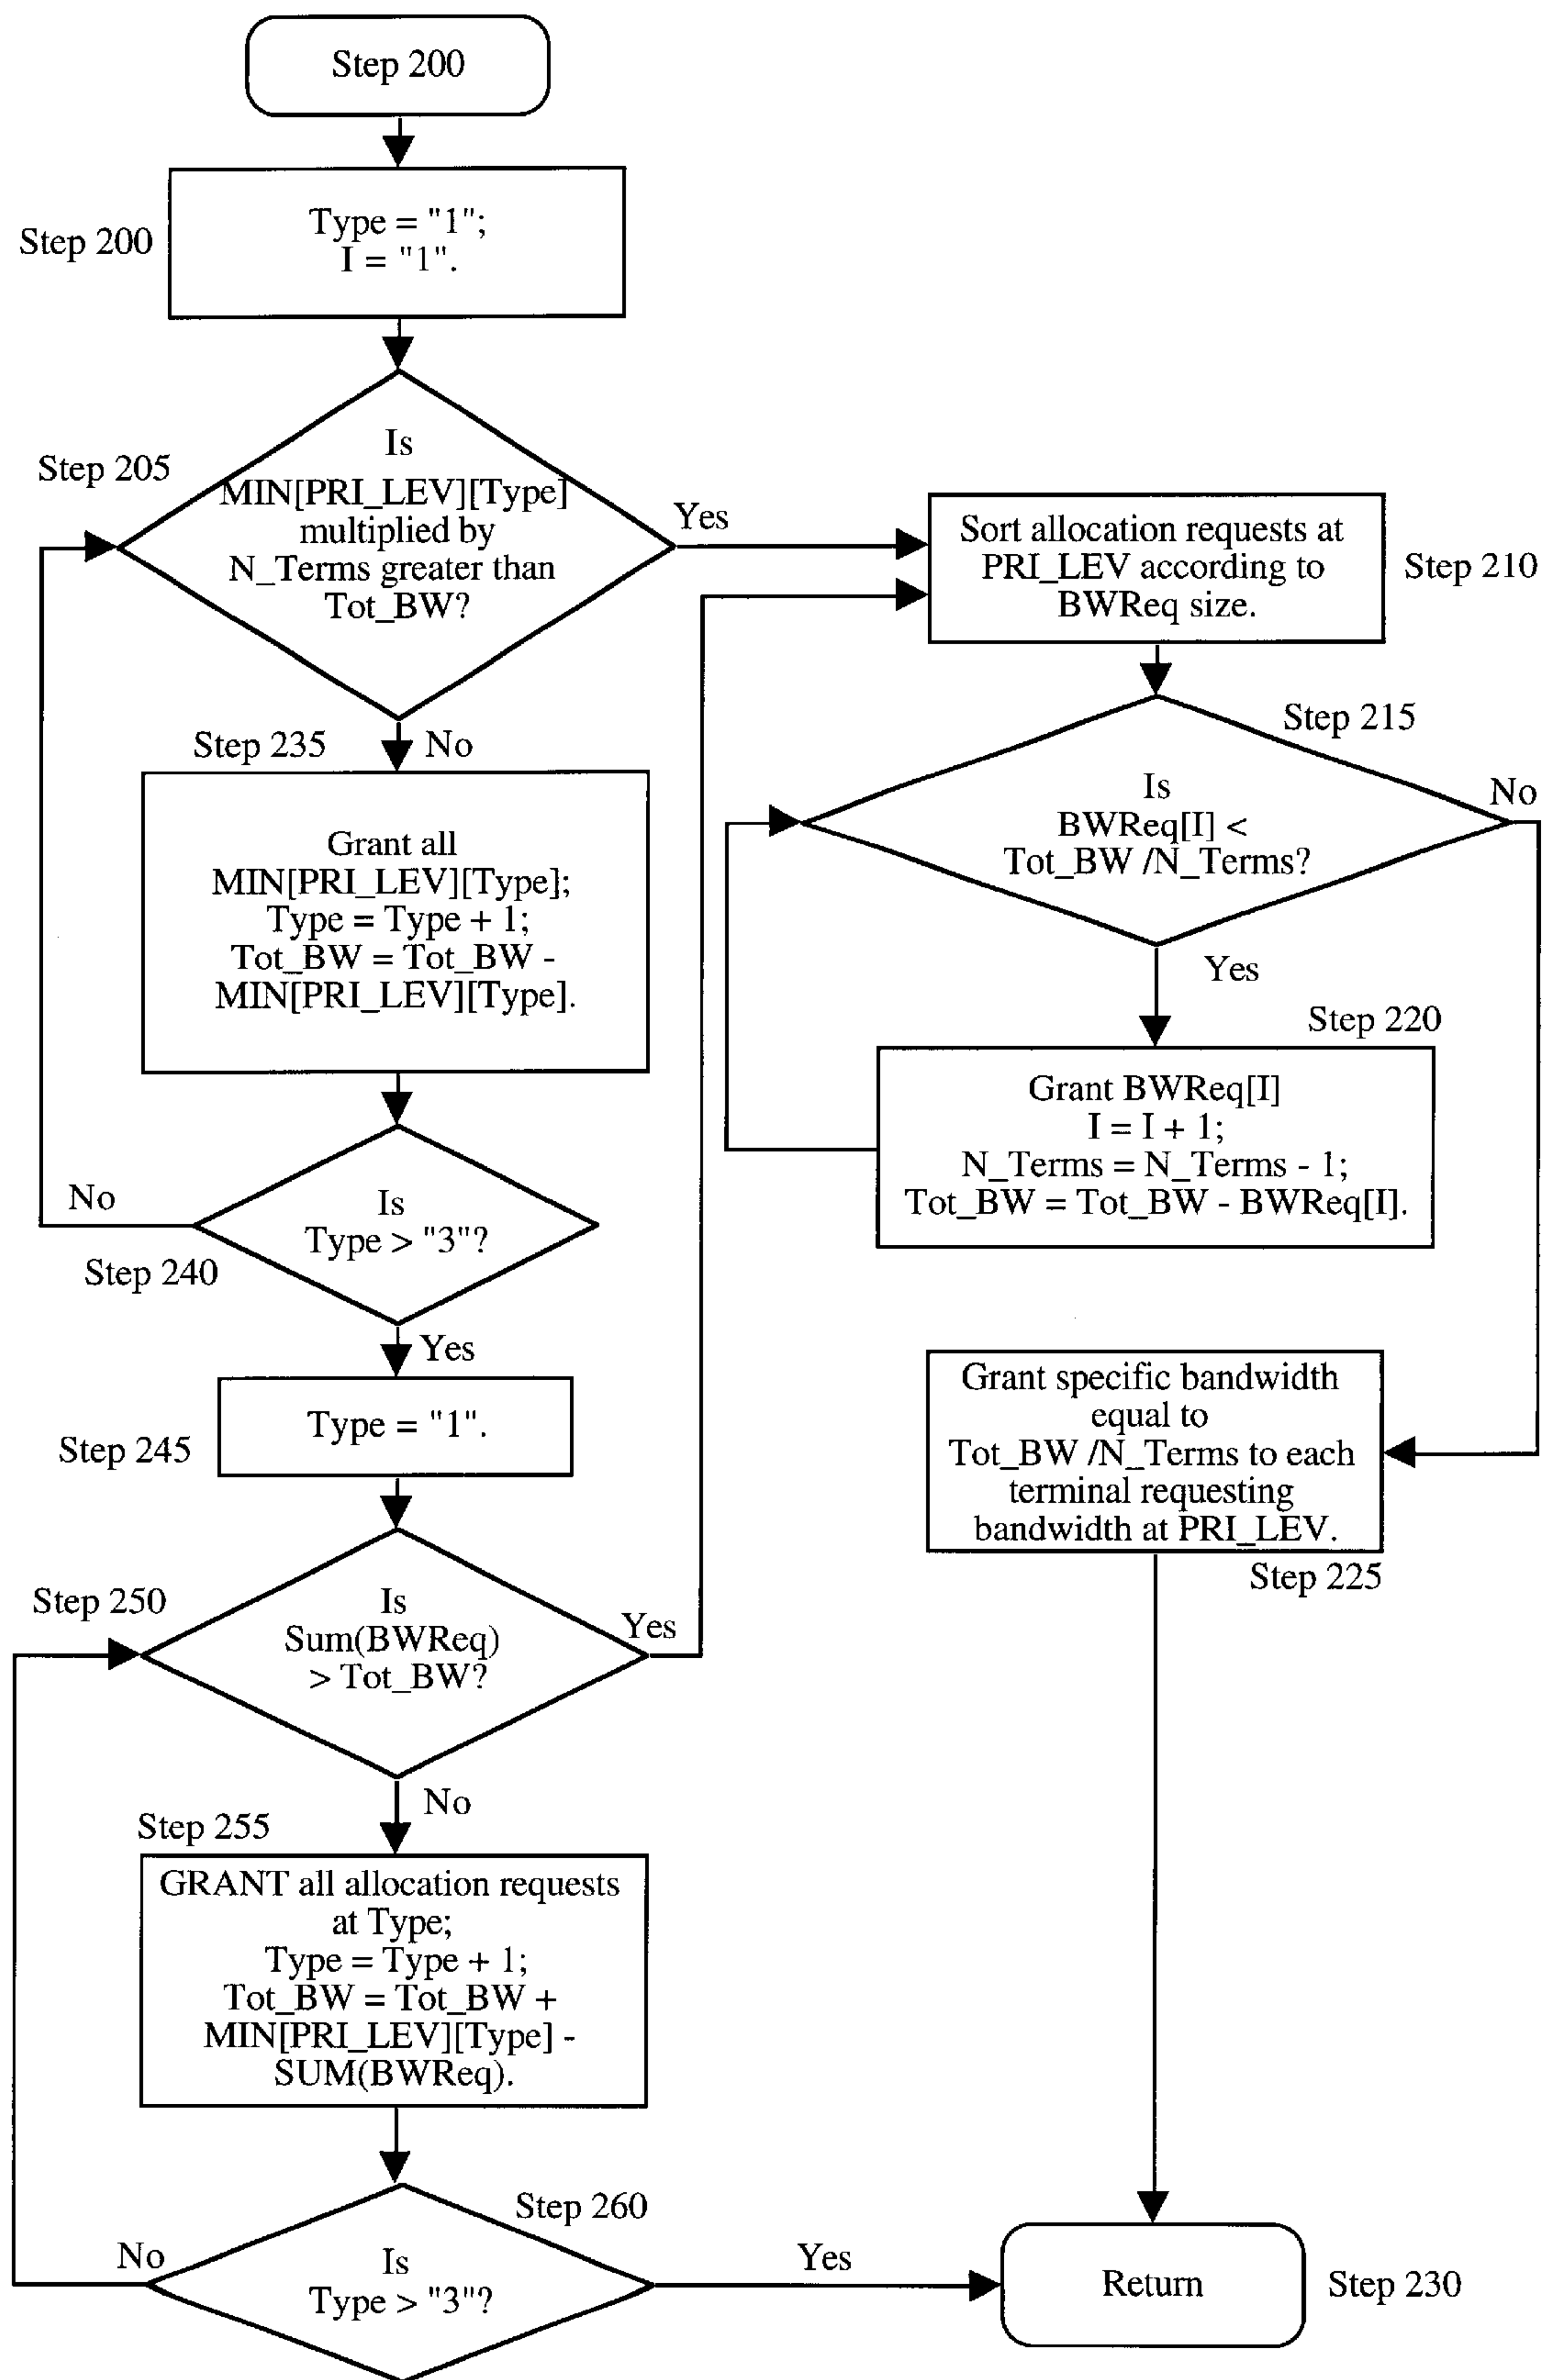 Step 200
Step 200
Type = "1";
I = "1".
Step 205
Is
MIN[PRI_LEV][Type]
multiplied by
N_Terms greater than
Tot_BW?
Yes
Sort allocation requests at
PRI_LEV according to
BWReq size.
Step 210
Step 235
No
Step 215
Is
BWReq[I] <
Tot_BW /N_Terms?
No
Grant all
MIN[PRI_LEV][Type];
Type = Type + 1;
Tot_BW = Tot_BW -
MIN[PRI_LEV][Type].
Yes
Step 220
Grant BWReq[I]
I = I + 1;
N_Terms = N_Terms - 1;
Tot_BW = Tot_BW - BWReq[I].
No
Is
Type > "3"?
Step 240
Yes
Type = "1".
Step 245
Grant specific bandwidth
equal to
Tot_BW /N_Terms to each
terminal requesting
bandwidth at PRI_LEV.
Step 225
Step 250
Is
Sum(BWReq)
> Tot_BW?
Yes
No
Step 255
GRANT all allocation requests
at Type;
Type = Type + 1;
Tot_BW = Tot_BW +
MIN[PRI_LEV][Type] -
SUM(BWReq).
Step 260
No
Is
Type > "3"?
Yes
Return
Step 230